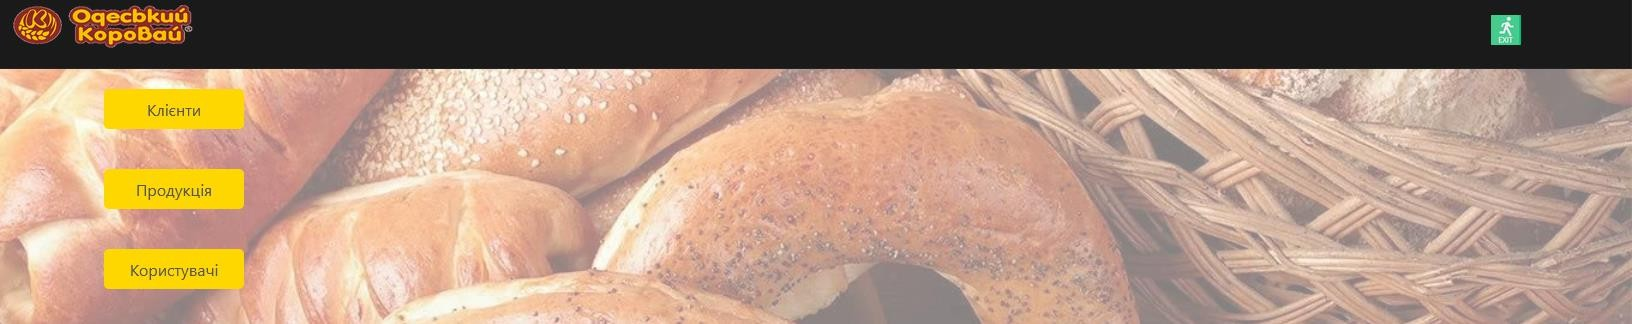 Одеський
Коровай®
EXIT
Клієнти
Продукція
Користувачі